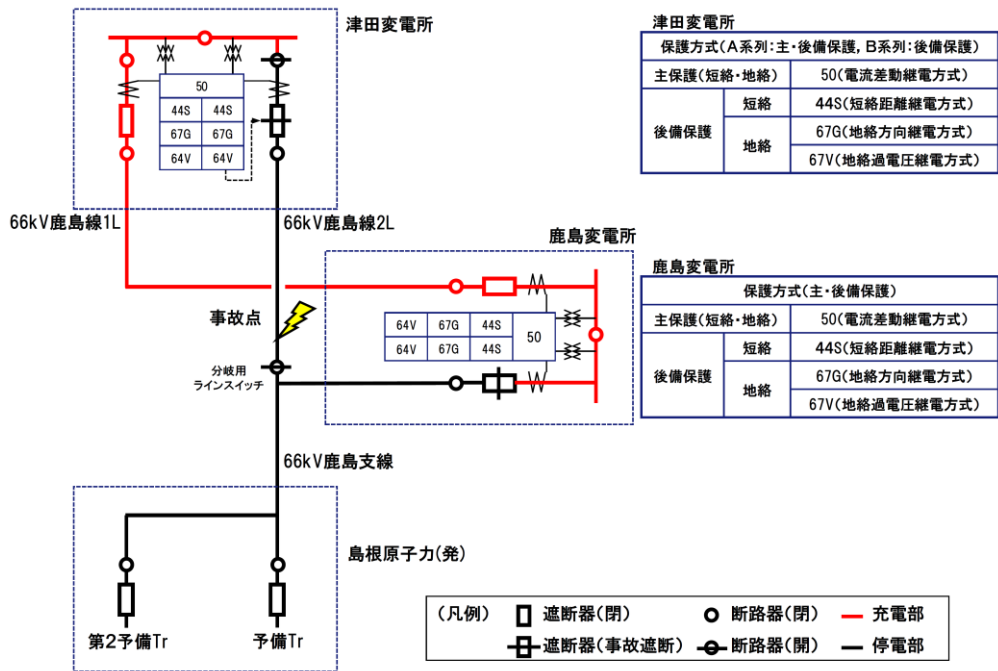 津田変電所
50
44S 44S
67G 67G
64V 64V
66kV鹿島線1L
66kV鹿島線2L
津田変電所
保護方式(A系列:主・後備保護, B系列:後備保護)
主保護(短絡・地絡) 50(電流差動継電方式)
後備保護 短絡 44S(短絡距離継電方式)
地絡 67G(地絡方向継電方式)
67V(地絡過電圧継電方式)
鹿島変電所
64V 67G 44S 50
64V 67G 44S
事故点
分岐用
ラインスイッチ
鹿島変電所
保護方式(主・後備保護)
主保護(短絡・地絡) 50(電流差動継電方式)
後備保護 短絡 44S(短絡距離継電方式)
地絡 67G(地絡方向継電方式)
67V(地絡過電圧継電方式)
66kV鹿島支線
島根原子力(発)
第2予備Tr
予備Tr
(凡例) 遮断器(閉) 断路器(閉) 充電部
遮断器(事故遮断) 断路器(開) 停電部